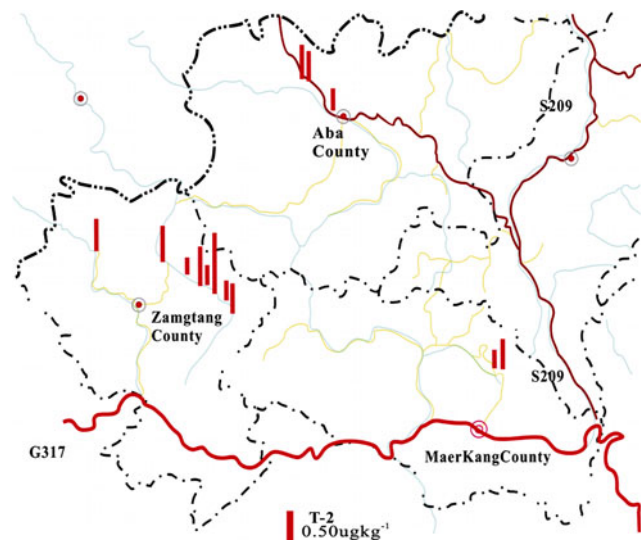 S209
Aba
County
Zamgtang
County
S209
G317
MaerKangCounty
T-2
0.50ugkg⁻¹